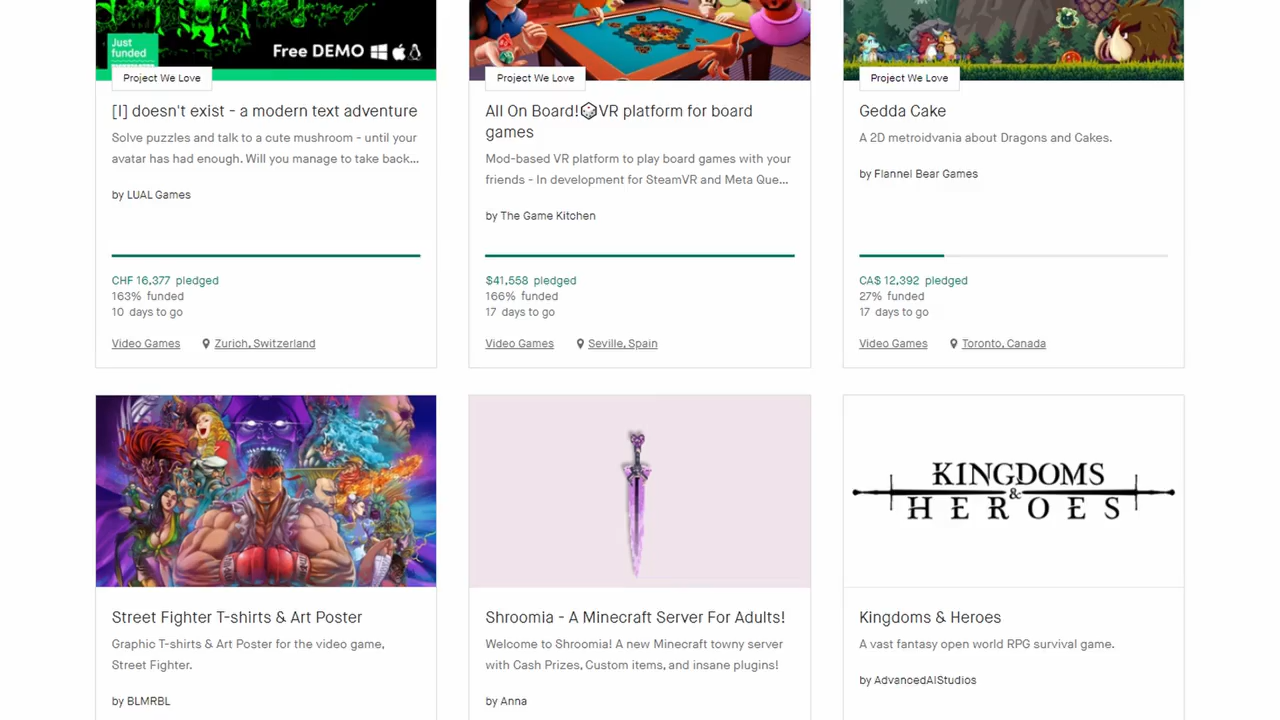 Just
funded
Free DEMO
Project We Love
[I] doesn't exist - a modern text adventure
Solve puzzles and talk to a cute mushroom - until your
avatar has had enough. Will you manage to take back...
by LUAL Games
CHF 16,377 pledged
163% funded
10 days to go
Video Games
Zurich, Switzerland
Project We Love
All On Board!🎲VR platform for board
games
Mod-based VR platform to play board games with your
friends - In development for SteamVR and Meta Que...
by The Game Kitchen
$41,558 pledged
166% funded
17 days to go
Video Games
Seville, Spain
Project We Love
Gedda Cake
A 2D metroidvania about Dragons and Cakes.
by Flannel Bear Games
CA$ 12,392 pledged
27% funded
17 days to go
Video Games
Toronto, Canada
Street Fighter T-shirts & Art Poster
Graphic T-shirts & Art Poster for the video game,
Street Fighter.
by BLMRBL
Shroomia - A Minecraft Server For Adults!
Welcome to Shroomia! A new Minecraft towny server
with Cash Prizes, Custom items, and insane plugins!
by Anna
KINGDOMS
&
HEROES
Kingdoms & Heroes
A vast fantasy open world RPG survival game.
by AdvancedAIStudios